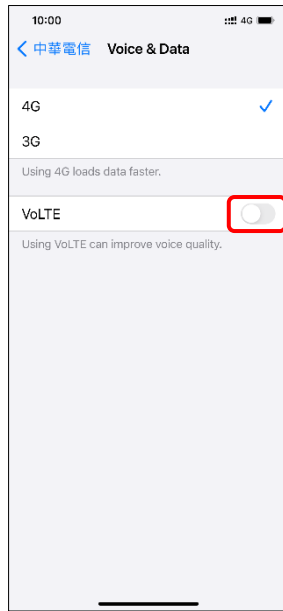 10:00 4G
中華電信 Voice & Data
4G
3G
Using 4G loads data faster.
VoLTE
Using VoLTE can improve voice quality.